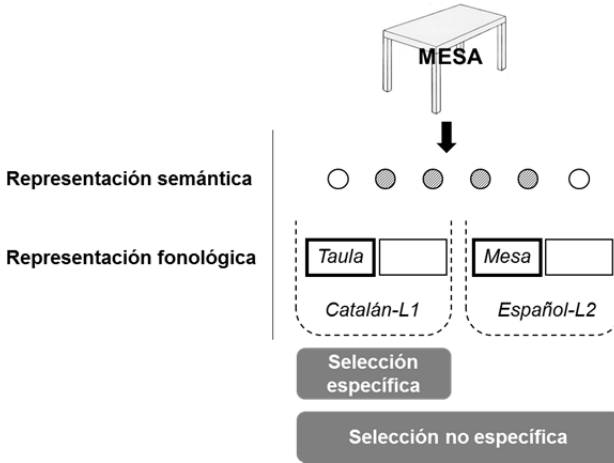 MESA
Representación semántica
Representación fonológica
Taula
Mesa
Catalán-L1
Español-L2
Selección
específica
Selección no específica